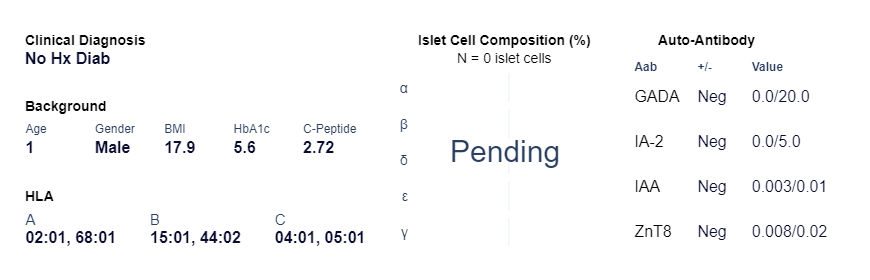 Clinical Diagnosis
No Hx Diab
Background
Age Gender BMI HbA1c C-Peptide
1 Male 17.9 5.6 2.72
HLA
A B C
02:01, 68:01 15:01, 44:02 04:01, 05:01
Islet Cell Composition (%)
N = 0 islet cells
α
β
Pending
δ
ε
γ
Auto-Antibody
Aab +/- Value
GADA Neg 0.0/20.0
IA-2 Neg 0.0/5.0
IAA Neg 0.003/0.01
ZnT8 Neg 0.008/0.02